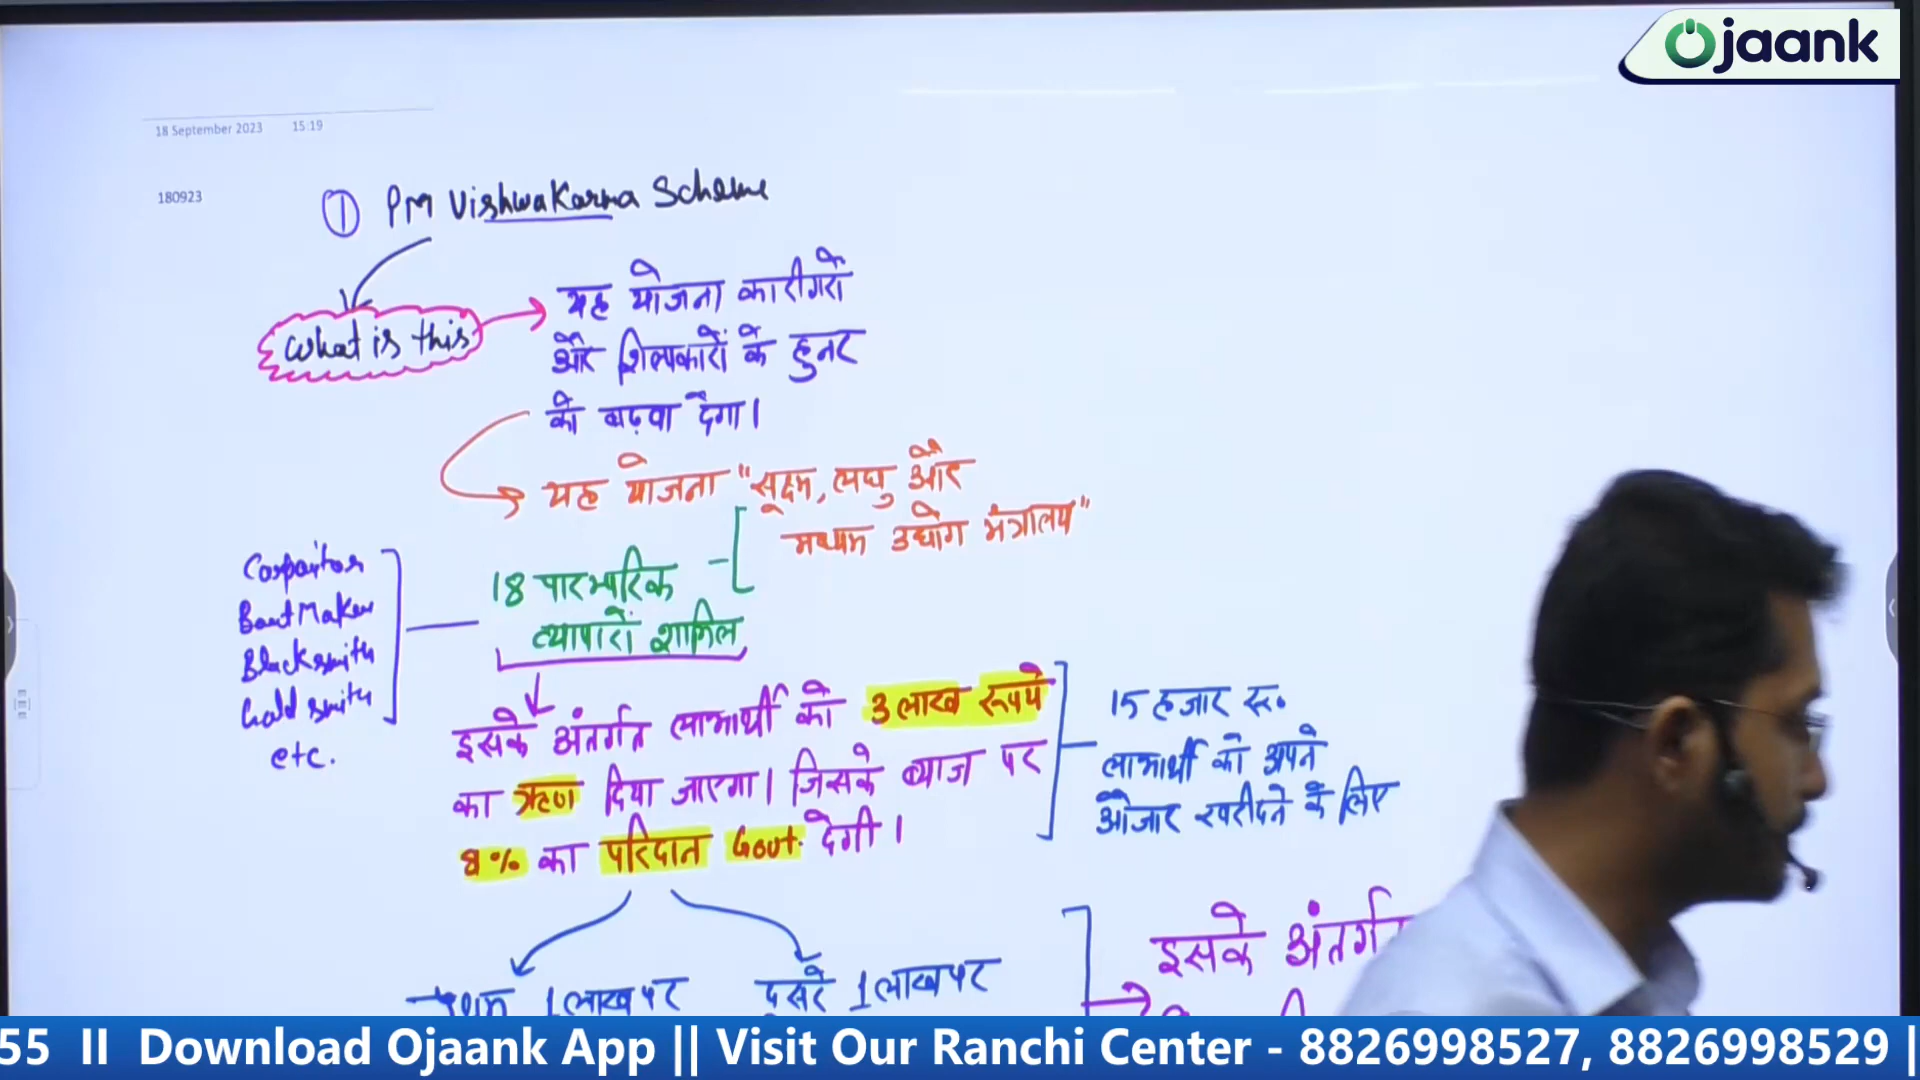 Ojaank
18 September 2023 15:19
180923
① PM Vishwakarma Scheme
What is this
यह योजना कारीगरों
और शिल्पकारों के हुनर
को बढ़वा देगा।
यह योजना "सूक्ष्म, लघु और
मध्यम उद्योग मंत्रालय"
Boat Maker
Blacksmith
Gold smith
etc.
18 पारम्परिक
व्यापारों शामिल
इसके अंतर्गत लाभार्थी को 3 लाख रूपये
का ऋण दिया जाएगा। जिसके ब्याज पर
8% का परिदान Govt. देगी।
15 हजार रू०
लाभार्थी को अपने
औजार खरीदने के लिए
1 लाख पर
दूसरे 1 लाख पर
इसके
55 II Download Ojaank App || Visit Our Ranchi Center - 8826998527, 8826998529 |